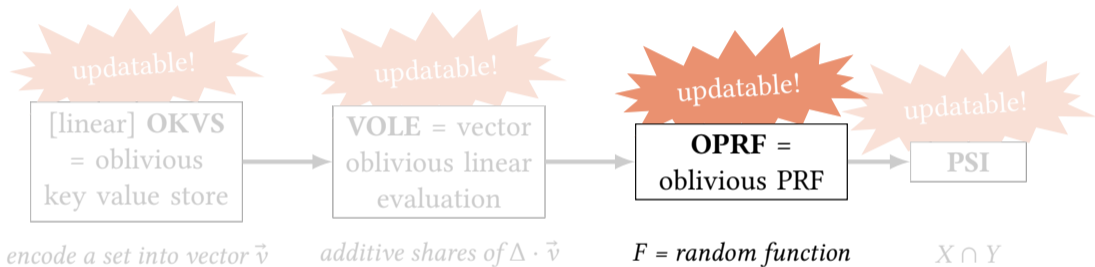 updatable!
updatable!
updatable!
updatable!
[linear] OKVS
= oblivious
key value store
VOLE = vector
oblivious linear
evaluation
OPRF =
oblivious PRF
PSI
encode a set into vector v⃗
additive shares of Δ · v⃗
F = random function
X ∩ Y